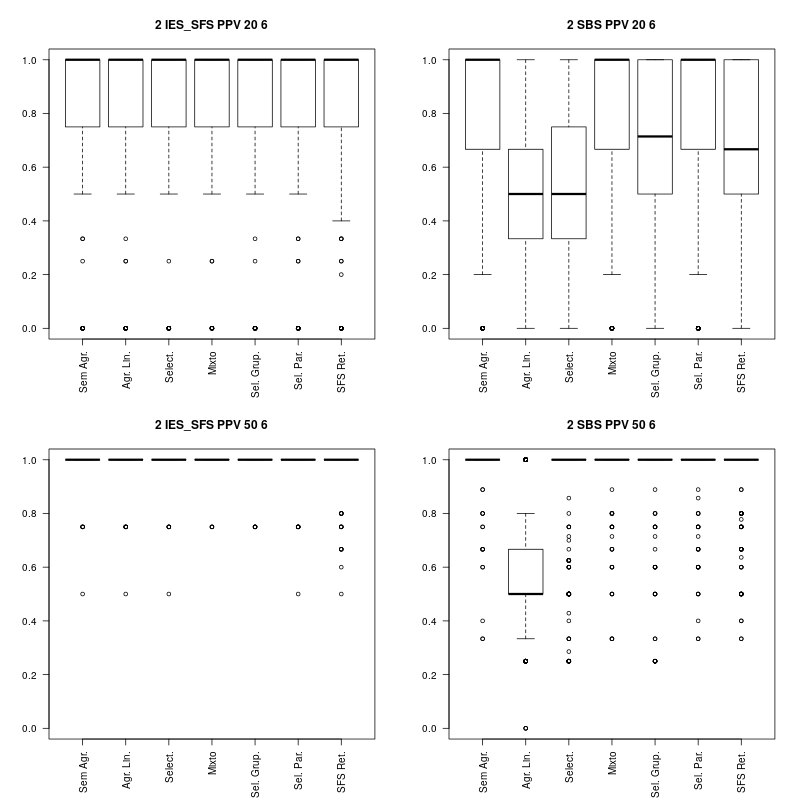 2 IES_SFS PPV 20 6
1.0
0.8
0.6
0.4
0.2
0.0
Sem Agr.
Agr. Lin.
Select.
Mixto
Sel. Grup.
Sel. Par.
SFS Ret.
2 SBS PPV 20 6
1.0
0.8
0.6
0.4
0.2
0.0
Sem Agr.
Agr. Lin.
Select.
Mixto
Sel. Grup.
Sel. Par.
SFS Ret.
2 IES_SFS PPV 50 6
1.0
0.8
0.6
0.4
0.2
0.0
Sem Agr.
Agr. Lin.
Select.
Mixto
Sel. Grup.
Sel. Par.
SFS Ret.
2 SBS PPV 50 6
1.0
0.8
0.6
0.4
0.2
0.0
Sem Agr.
Agr. Lin.
Select.
Mixto
Sel. Grup.
Sel. Par.
SFS Ret.